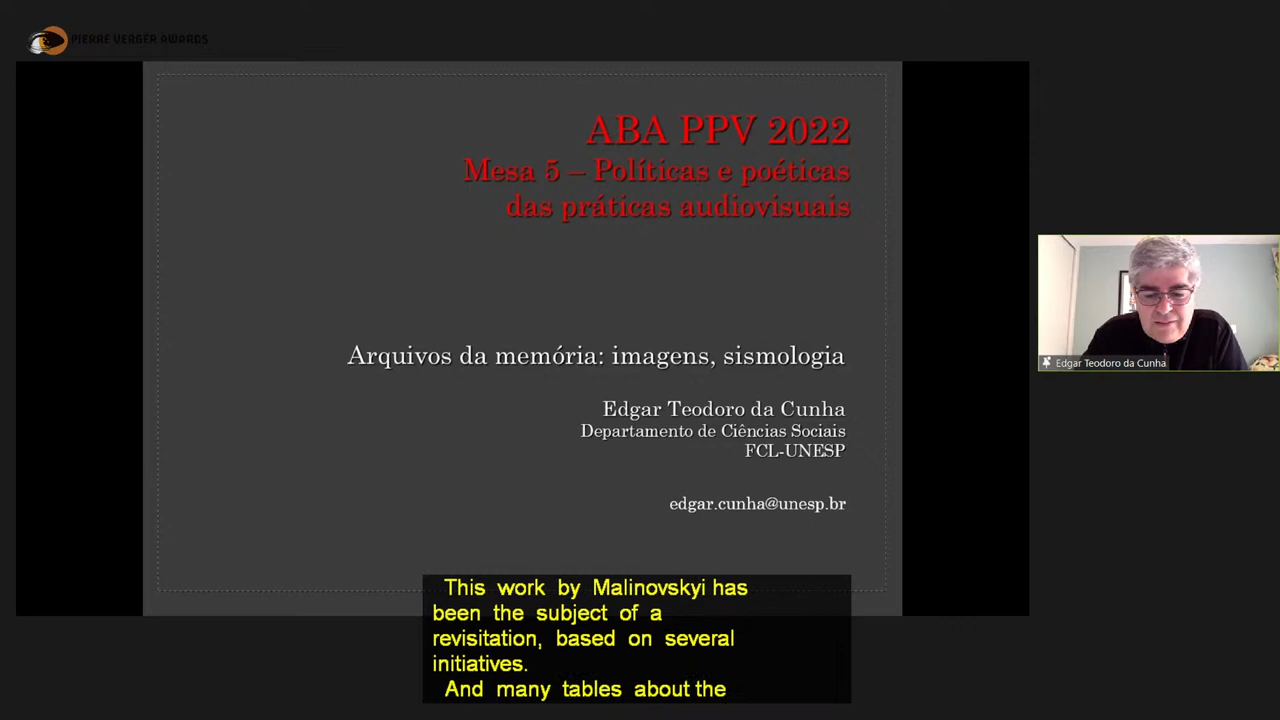 PIERRE VERGER AWARDS
ABA PPV 2022
Mesa 5 – Políticas e poéticas
das práticas audiovisuais
Arquivos da memória: imagens, sismologia
Edgar Teodoro da Cunha
Departamento de Ciências Sociais
FCL-UNESP
edgar.cunha@unesp.br
Edgar Teodoro da Cunha
This work by Malinovskyi has
been the subject of a
revisitation, based on several
initiatives.
And many tables about the